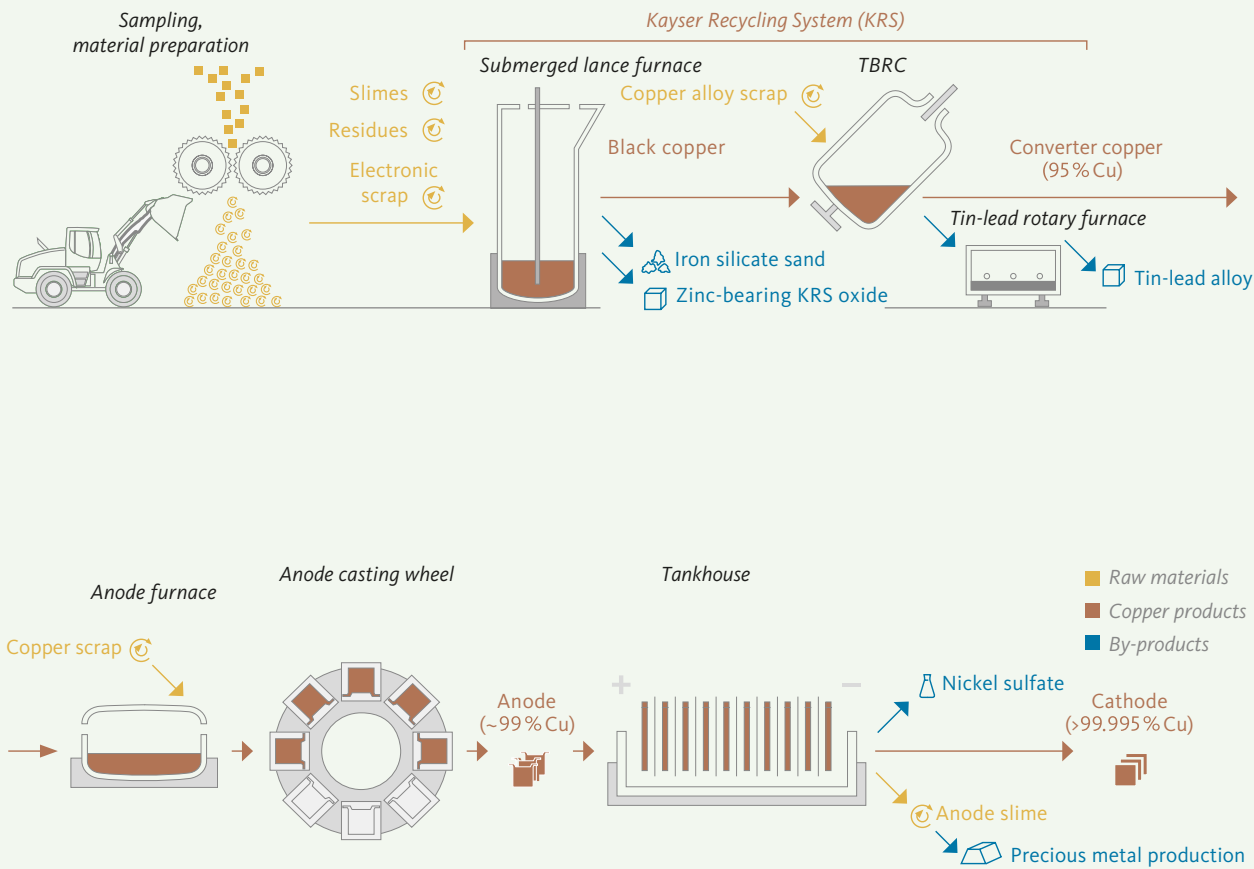 Sampling,
material preparation
Kayser Recycling System (KRS)
Submerged lance furnace
TBRC
Slimes
Residues
Electronic
scrap
Copper alloy scrap
Black copper
Converter copper
(95 % Cu)
Tin-lead rotary furnace
Iron silicate sand
Zinc-bearing KRS oxide
Tin-lead alloy
Anode furnace
Anode casting wheel
Tankhouse
Raw materials
Copper products
By-products
Copper scrap
Anode
(~99 % Cu)
+
−
Nickel sulfate
Cathode
(>99.995 % Cu)
Anode slime
Precious metal production